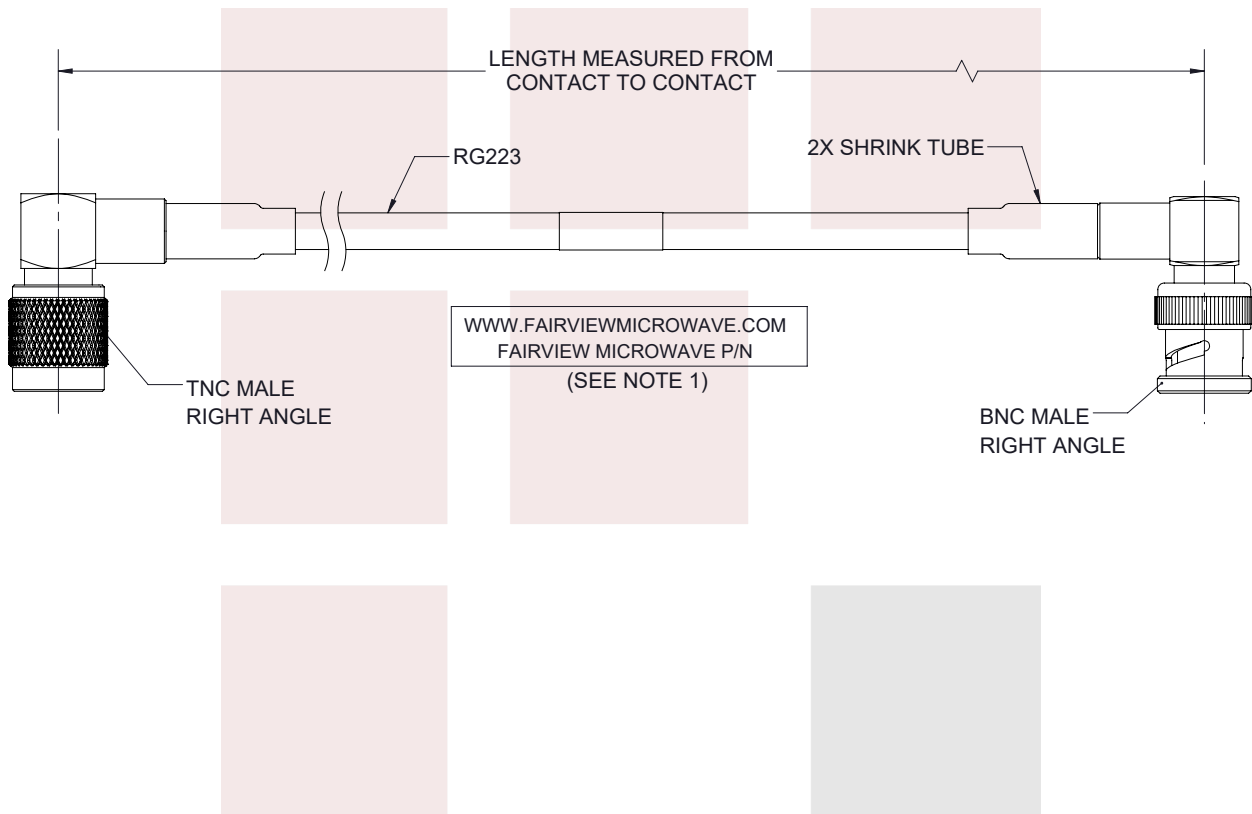 LENGTH MEASURED FROM
CONTACT TO CONTACT
RG223
2X SHRINK TUBE
WWW.FAIRVIEWMICROWAVE.COM
FAIRVIEW MICROWAVE P/N
(SEE NOTE 1)
TNC MALE
RIGHT ANGLE
BNC MALE
RIGHT ANGLE